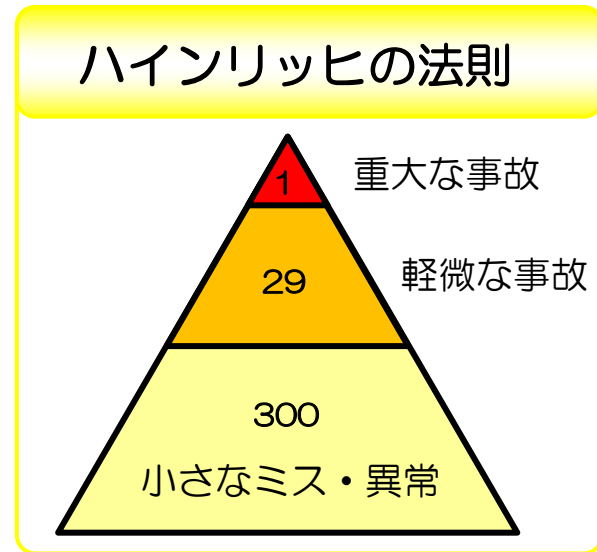 ハインリッヒの法則
1
重大な事故
29
軽微な事故
300
小さなミス・異常